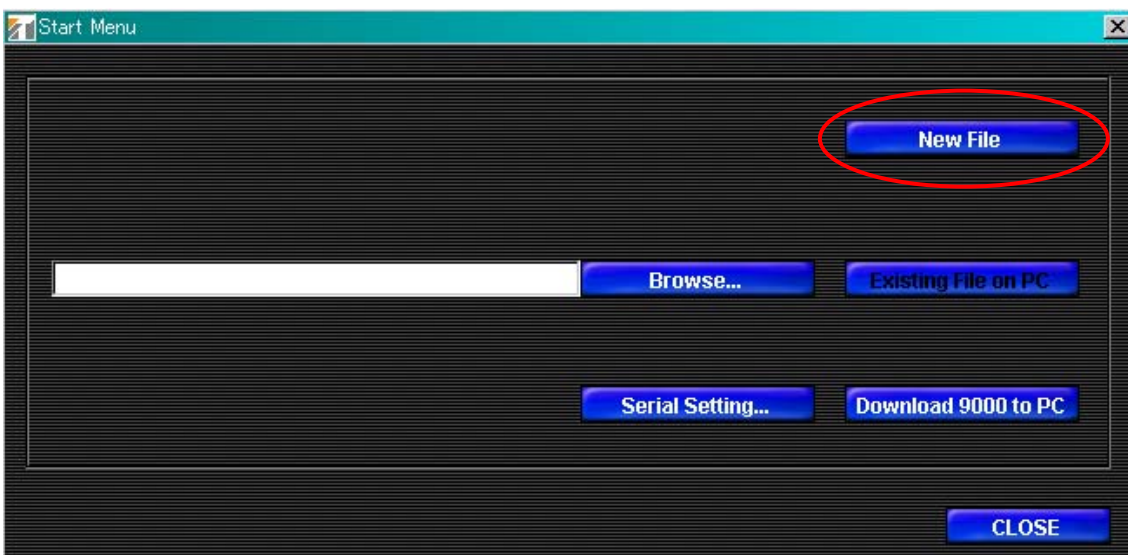 Start Menu
New File
Browse...
Existing File on PC
Serial Setting...
Download 9000 to PC
CLOSE